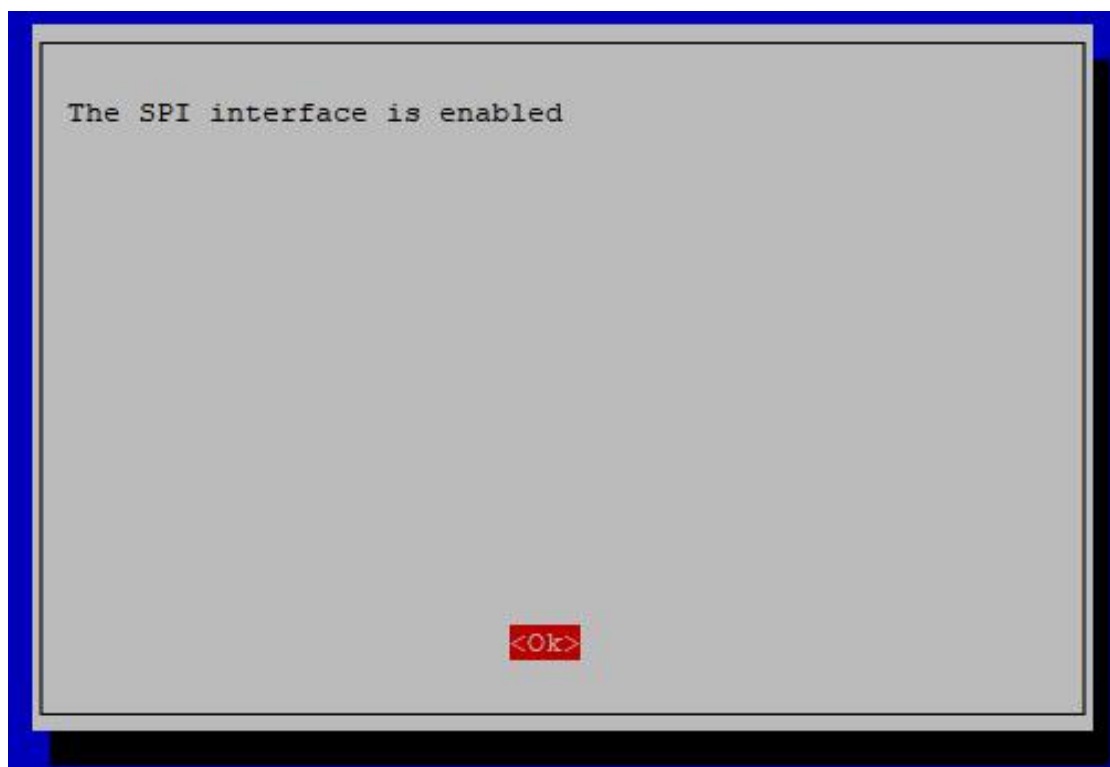 The SPI interface is enabled
<Ok>